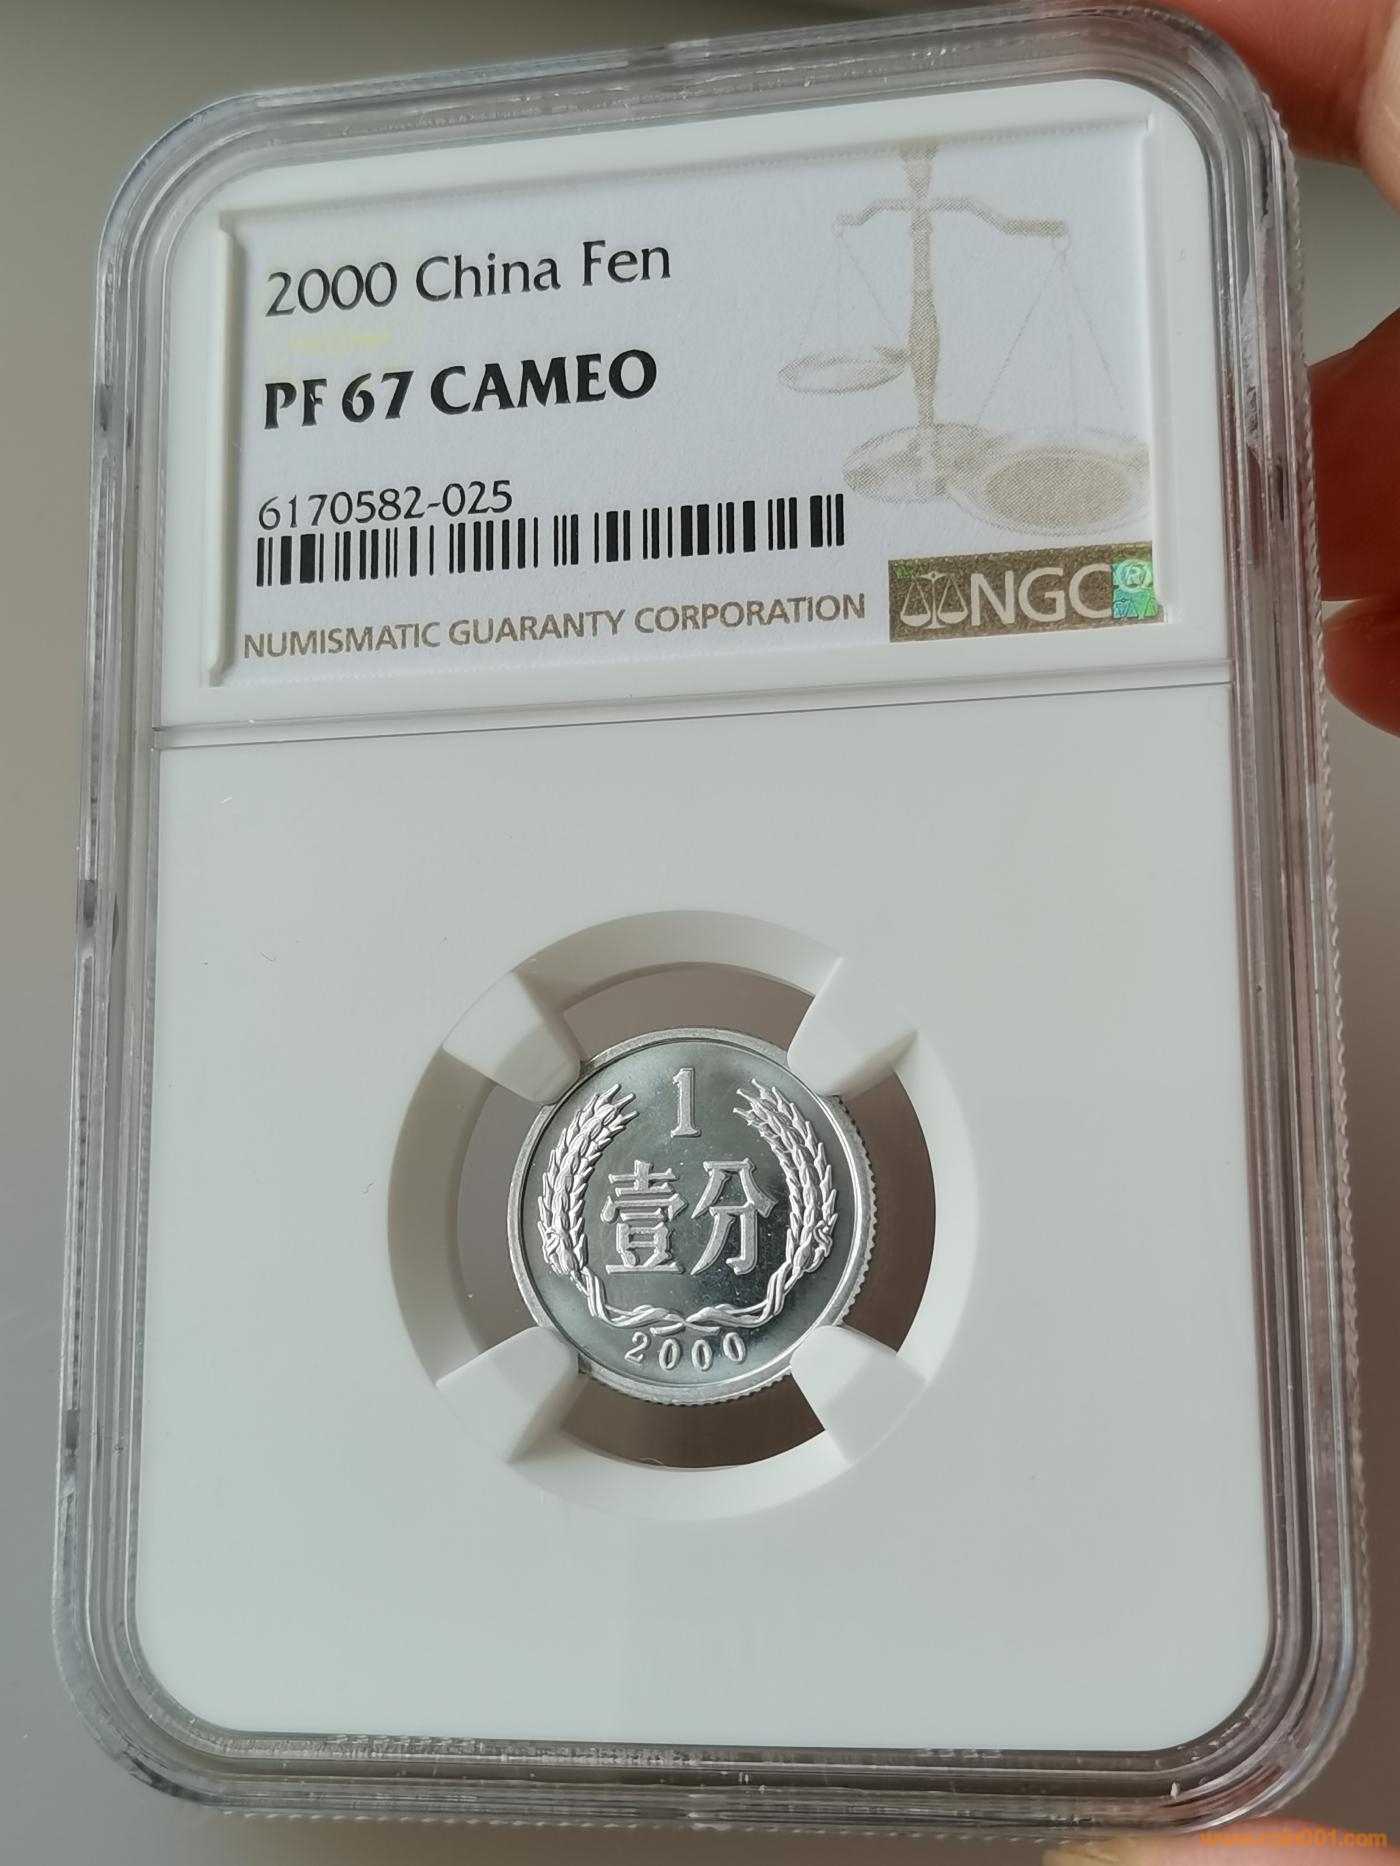 2000 China Fen
PF 67 CAMEO
6170582-025
NUMISMATIC GUARANTY CORPORATION
NGC®
1
壹分
2000
www.coin001.com